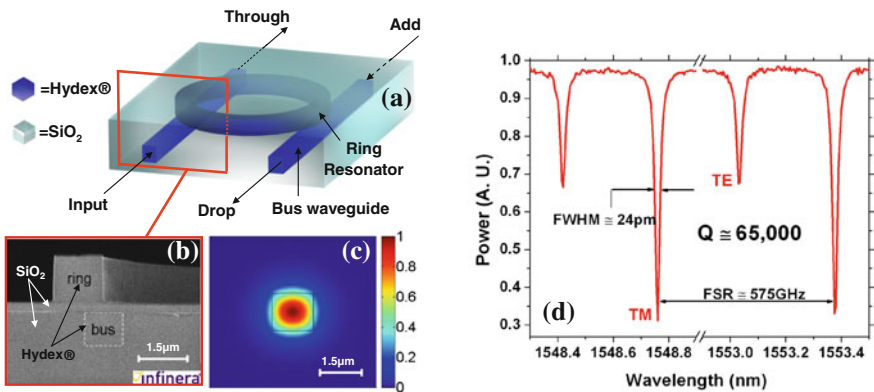 Through
Add
=Hydex®
(a)
=SiO2
Ring
Resonator
Input
Drop
Bus waveguide
(b)
SiO2
ring
bus
Hydex®
1.5µm
infinera
(c)
1
0.8
0.6
0.4
0.2
0
1.5µm
Power (A. U.)
1.0
0.9
0.8
0.7
0.6
0.5
0.4
0.3
TE
FWHM ≅ 24pm
Q ≅ 65,000
FSR ≅ 575GHz
(d)
TM
1548.4 1548.6 1548.8 1553.0 1553.2 1553.4
Wavelength (nm)